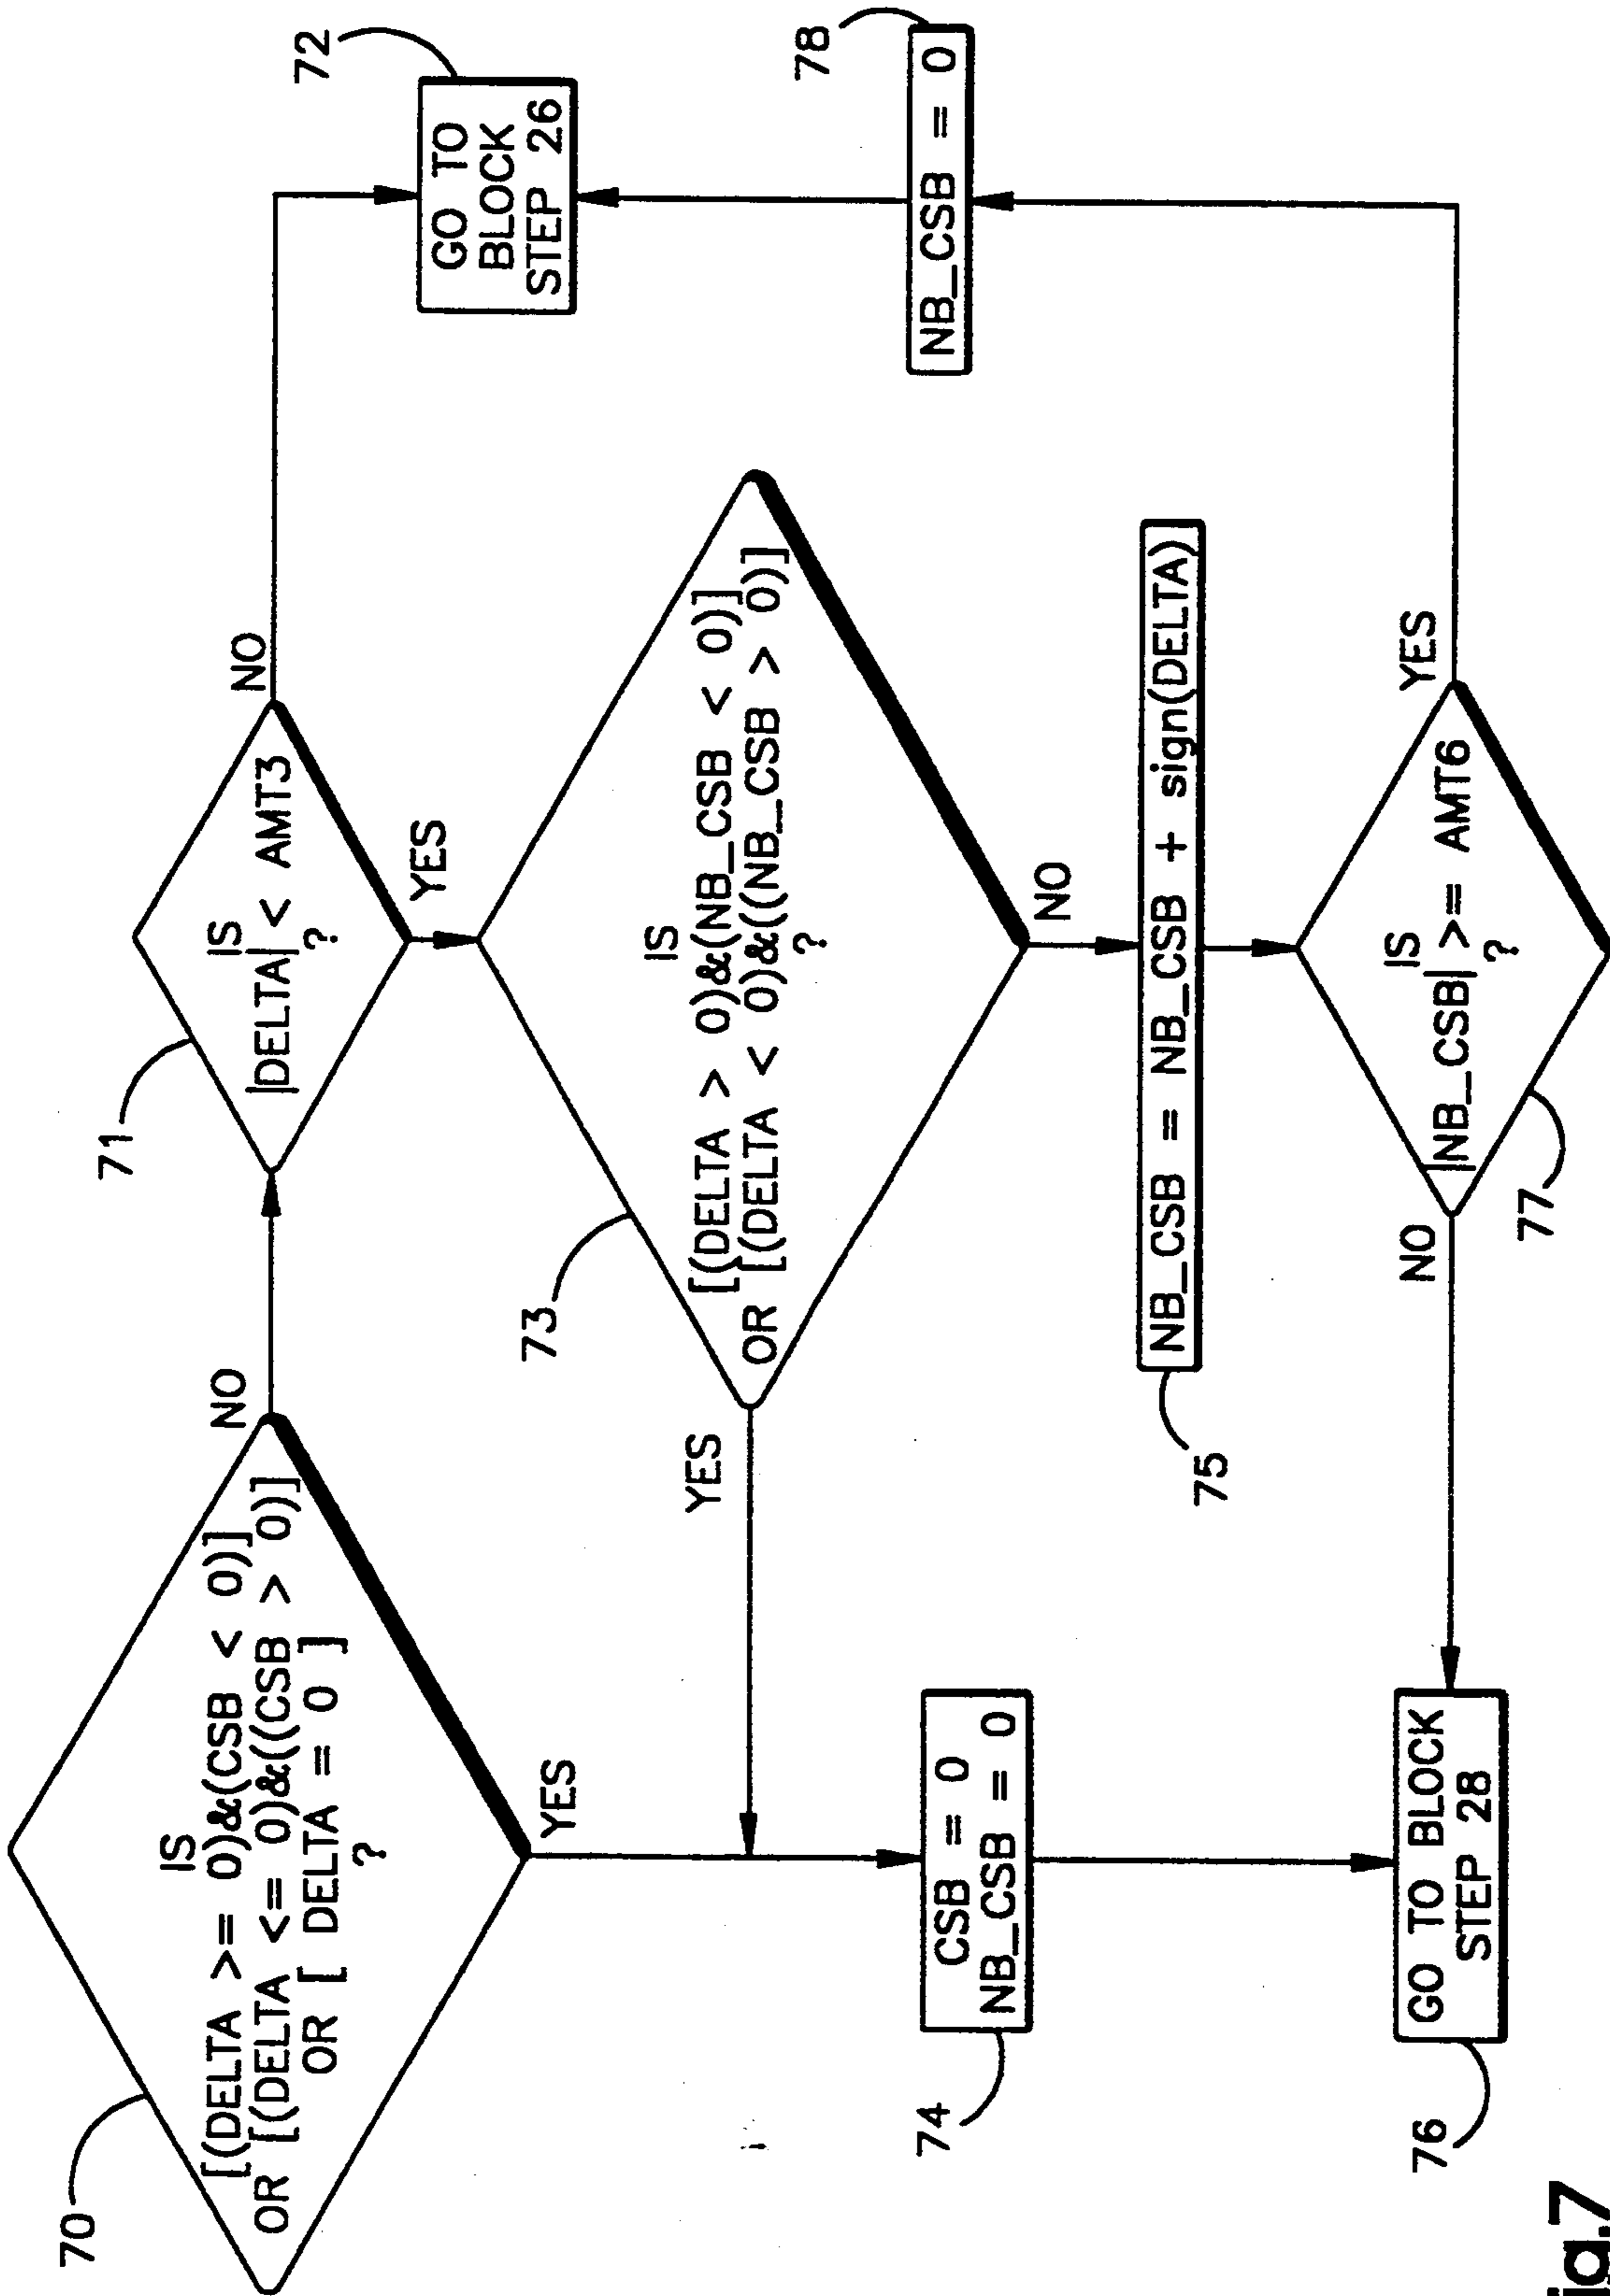 70
IS
[(DELTA >= 0)&(CSB < 0)]
OR [(DELTA <= 0)&((CSB > 0)]
OR [ DELTA = 0 ]
?
NO
YES
71
IS
|DELTA| < AMT3
?
NO
YES
72
GO TO
BLOCK
STEP 26
73
IS
[(DELTA > 0)&(NB_CSB < 0)]
OR [(DELTA < 0)&((NB_CSB > 0)]
?
YES
NO
74
CSB = 0
NB_CSB = 0
75
NB_CSB = NB_CSB + sign(DELTA)
78
NB_CSB = 0
76
GO TO BLOCK
STEP 28
77
IS
|NB_CSB| >= AMT6
?
NO
YES
ig.7